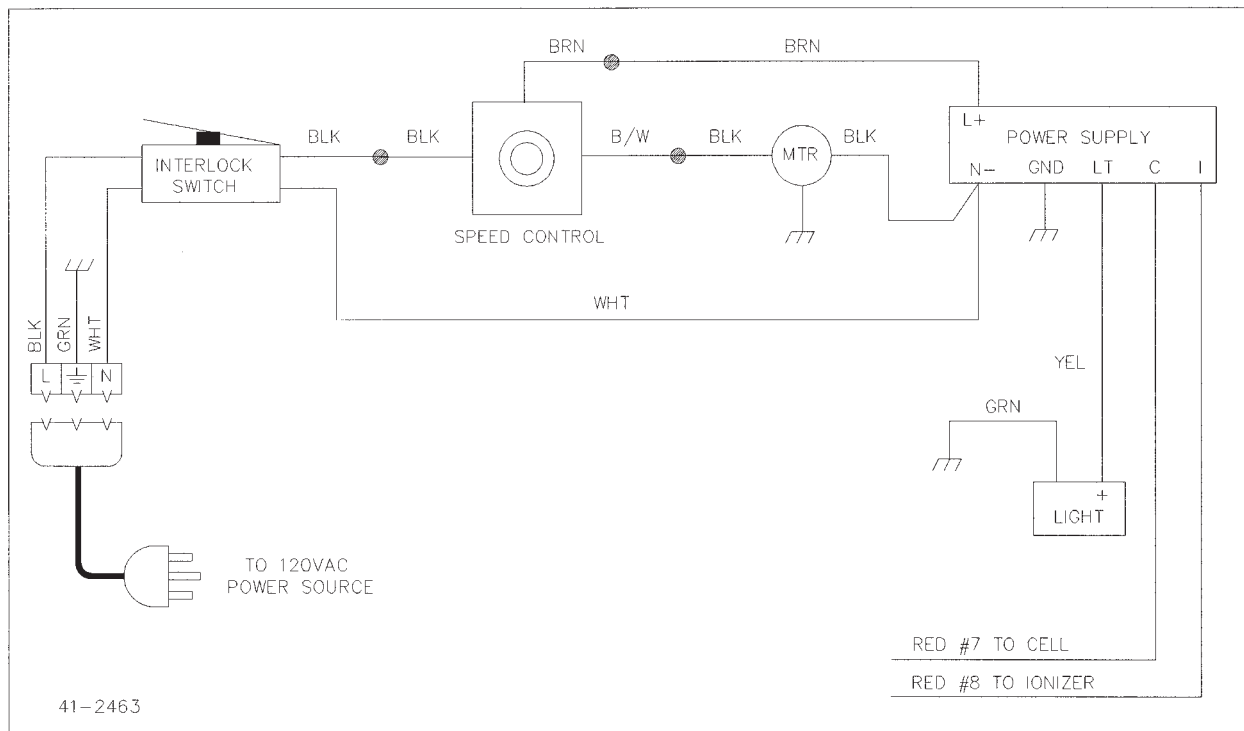 BRN
BRN
BLK
BLK
B/W
BLK
MTR
BLK
L+
POWER SUPPLY
N- GND LT C I
INTERLOCK
SWITCH
SPEED CONTROL
WHT
BLK
GRN
WHT
L
N
YEL
GRN
+
LIGHT
TO 120VAC
POWER SOURCE
RED #7 TO CELL
RED #8 TO IONIZER
41-2463